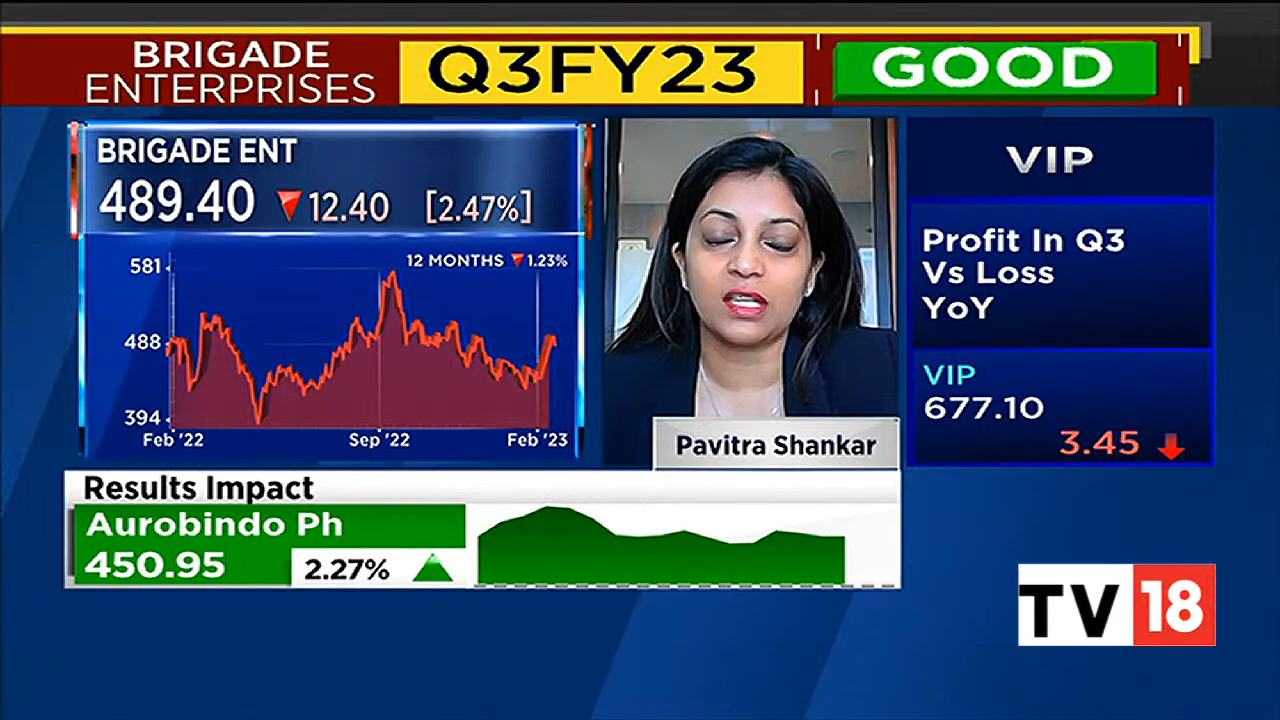 BRIGADE
ENTERPRISES
Q3FY23
GOOD
BRIGADE ENT
489.40 ▼12.40 [2.47%]
12 MONTHS ▼1.23%
581
488
394
Feb '22 Sep '22 Feb '23
Pavitra Shankar
VIP
Profit In Q3
Vs Loss
YoY
VIP
677.10
3.45
Results Impact
Aurobindo Ph
450.95 2.27%
TV18